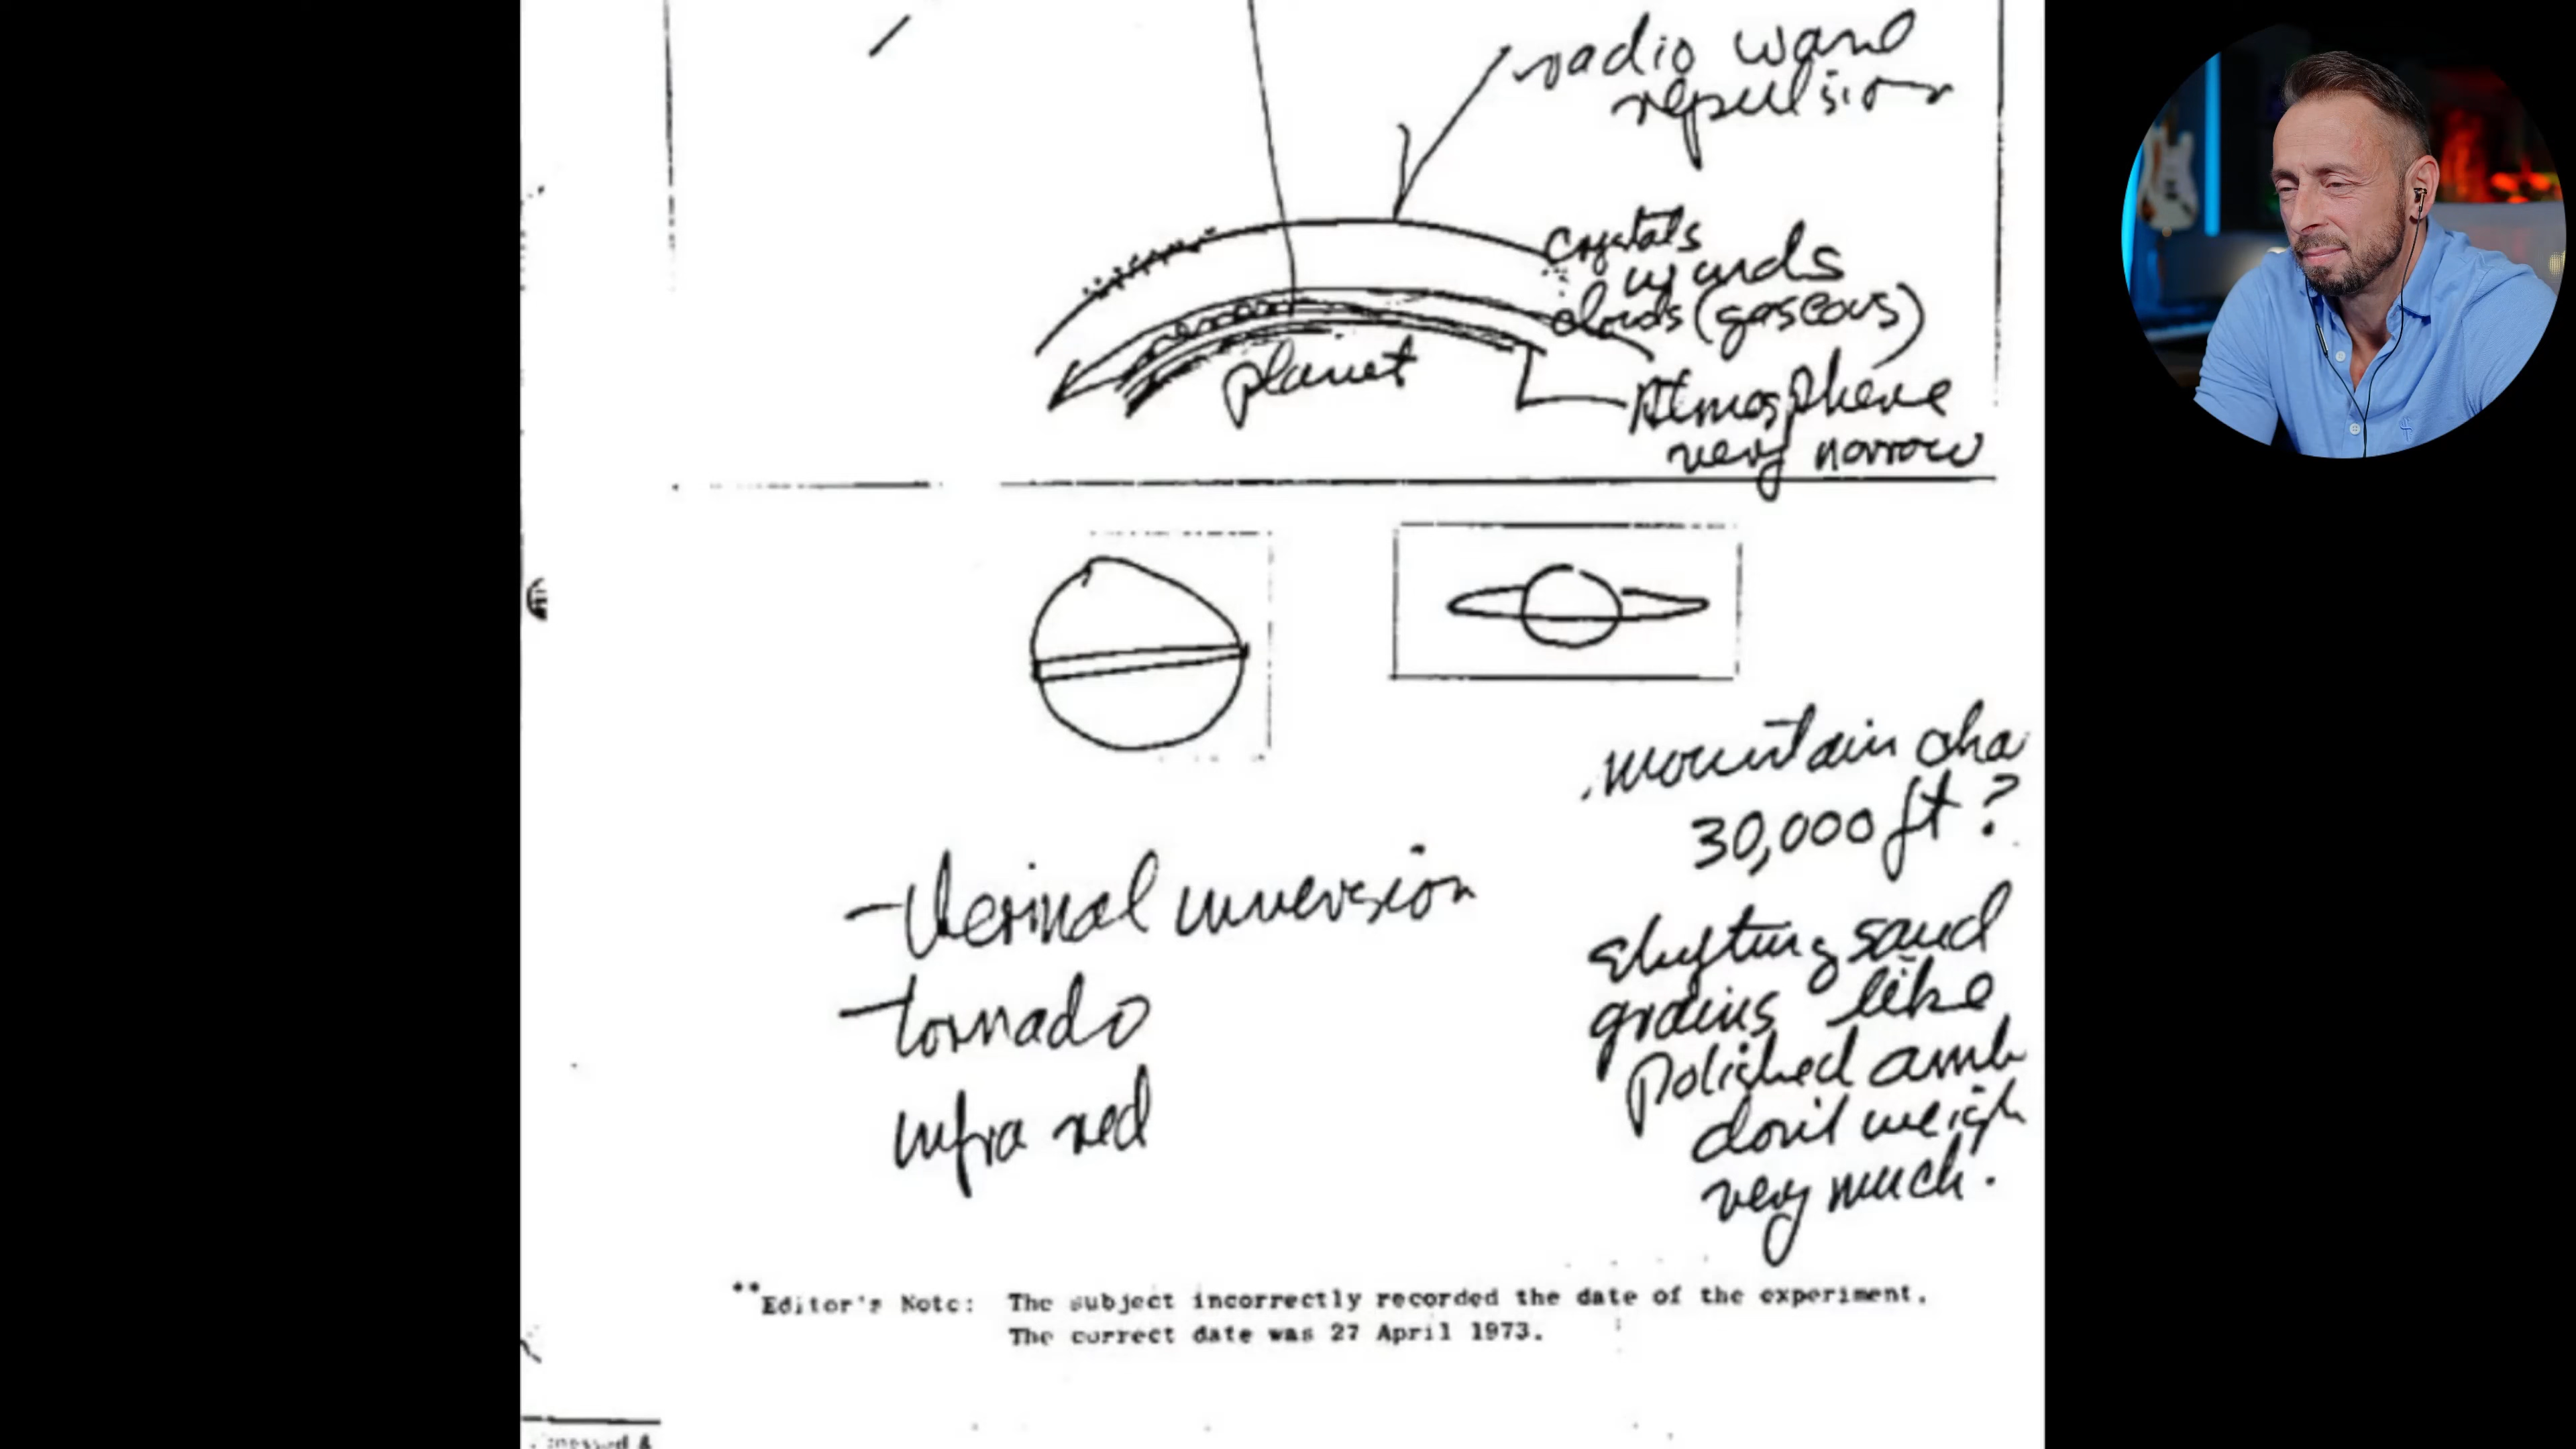 radio wave
repulsion
Crystals
winds
clouds (gaseous)
planet
Atmosphere
very narrow
mountain cha
30,000 ft?
-thermal inversion
shifting sand
grains like
-tornado
polished amb
don't weigh
infra red
very much.
**Editor's Note: The subject incorrectly recorded the date of the experiment.
The correct date was 27 April 1973.